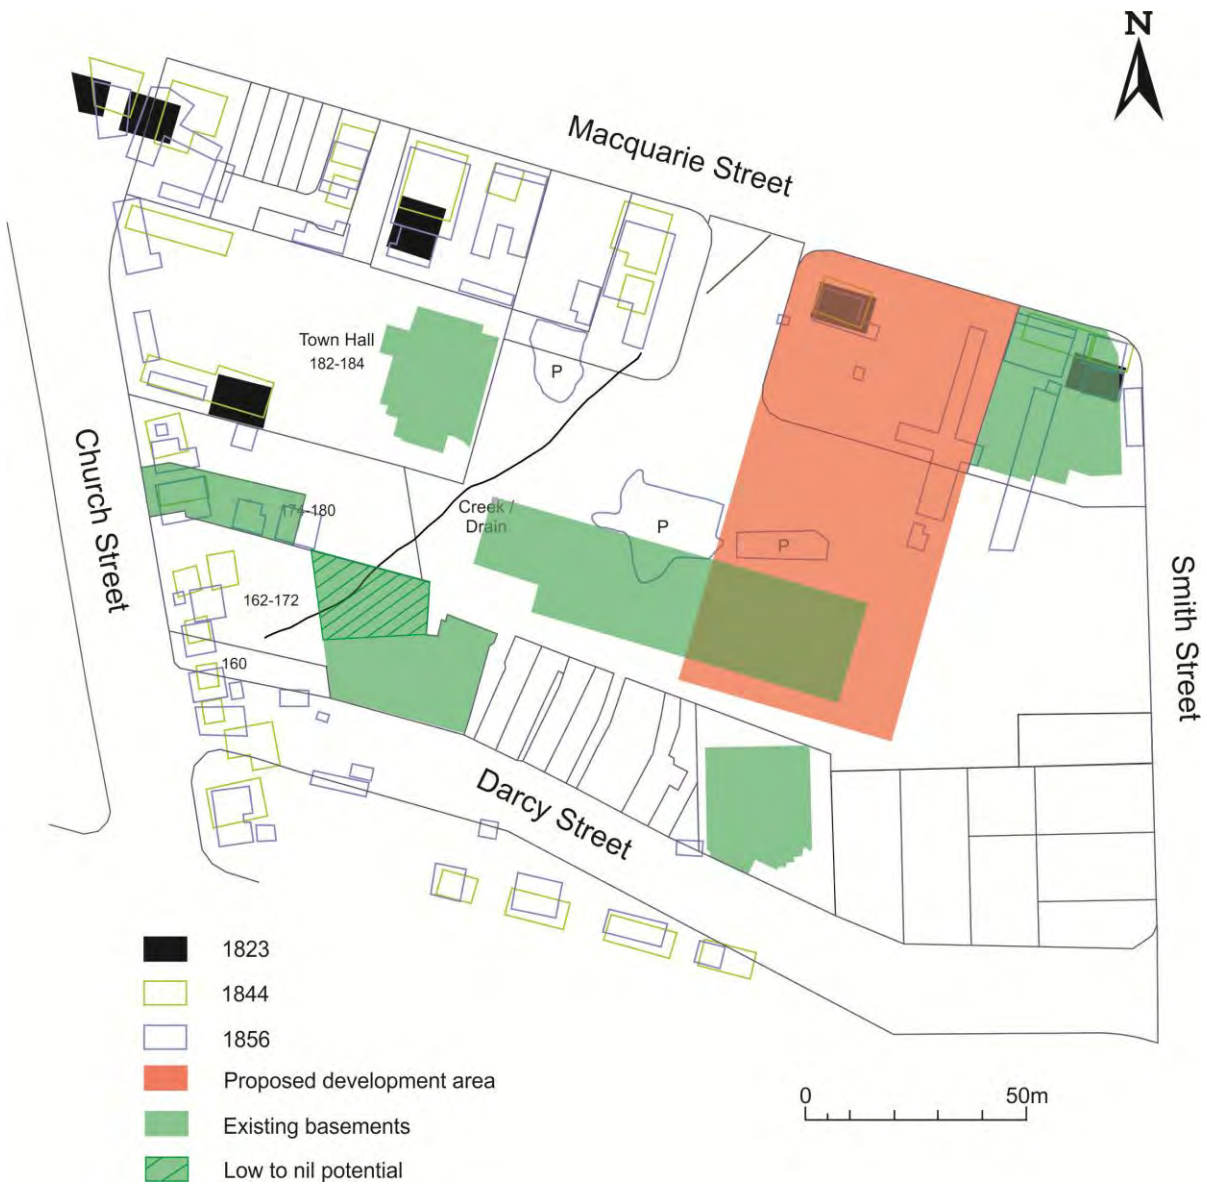 N
Macquarie Street
Town Hall
182-184
P
Church Street
174-180
Creek /
Drain
P
P
162-172
160
Smith Street
Darcy Street
1823
1844
1856
Proposed development area
Existing basements
Low to nil potential
0 50m